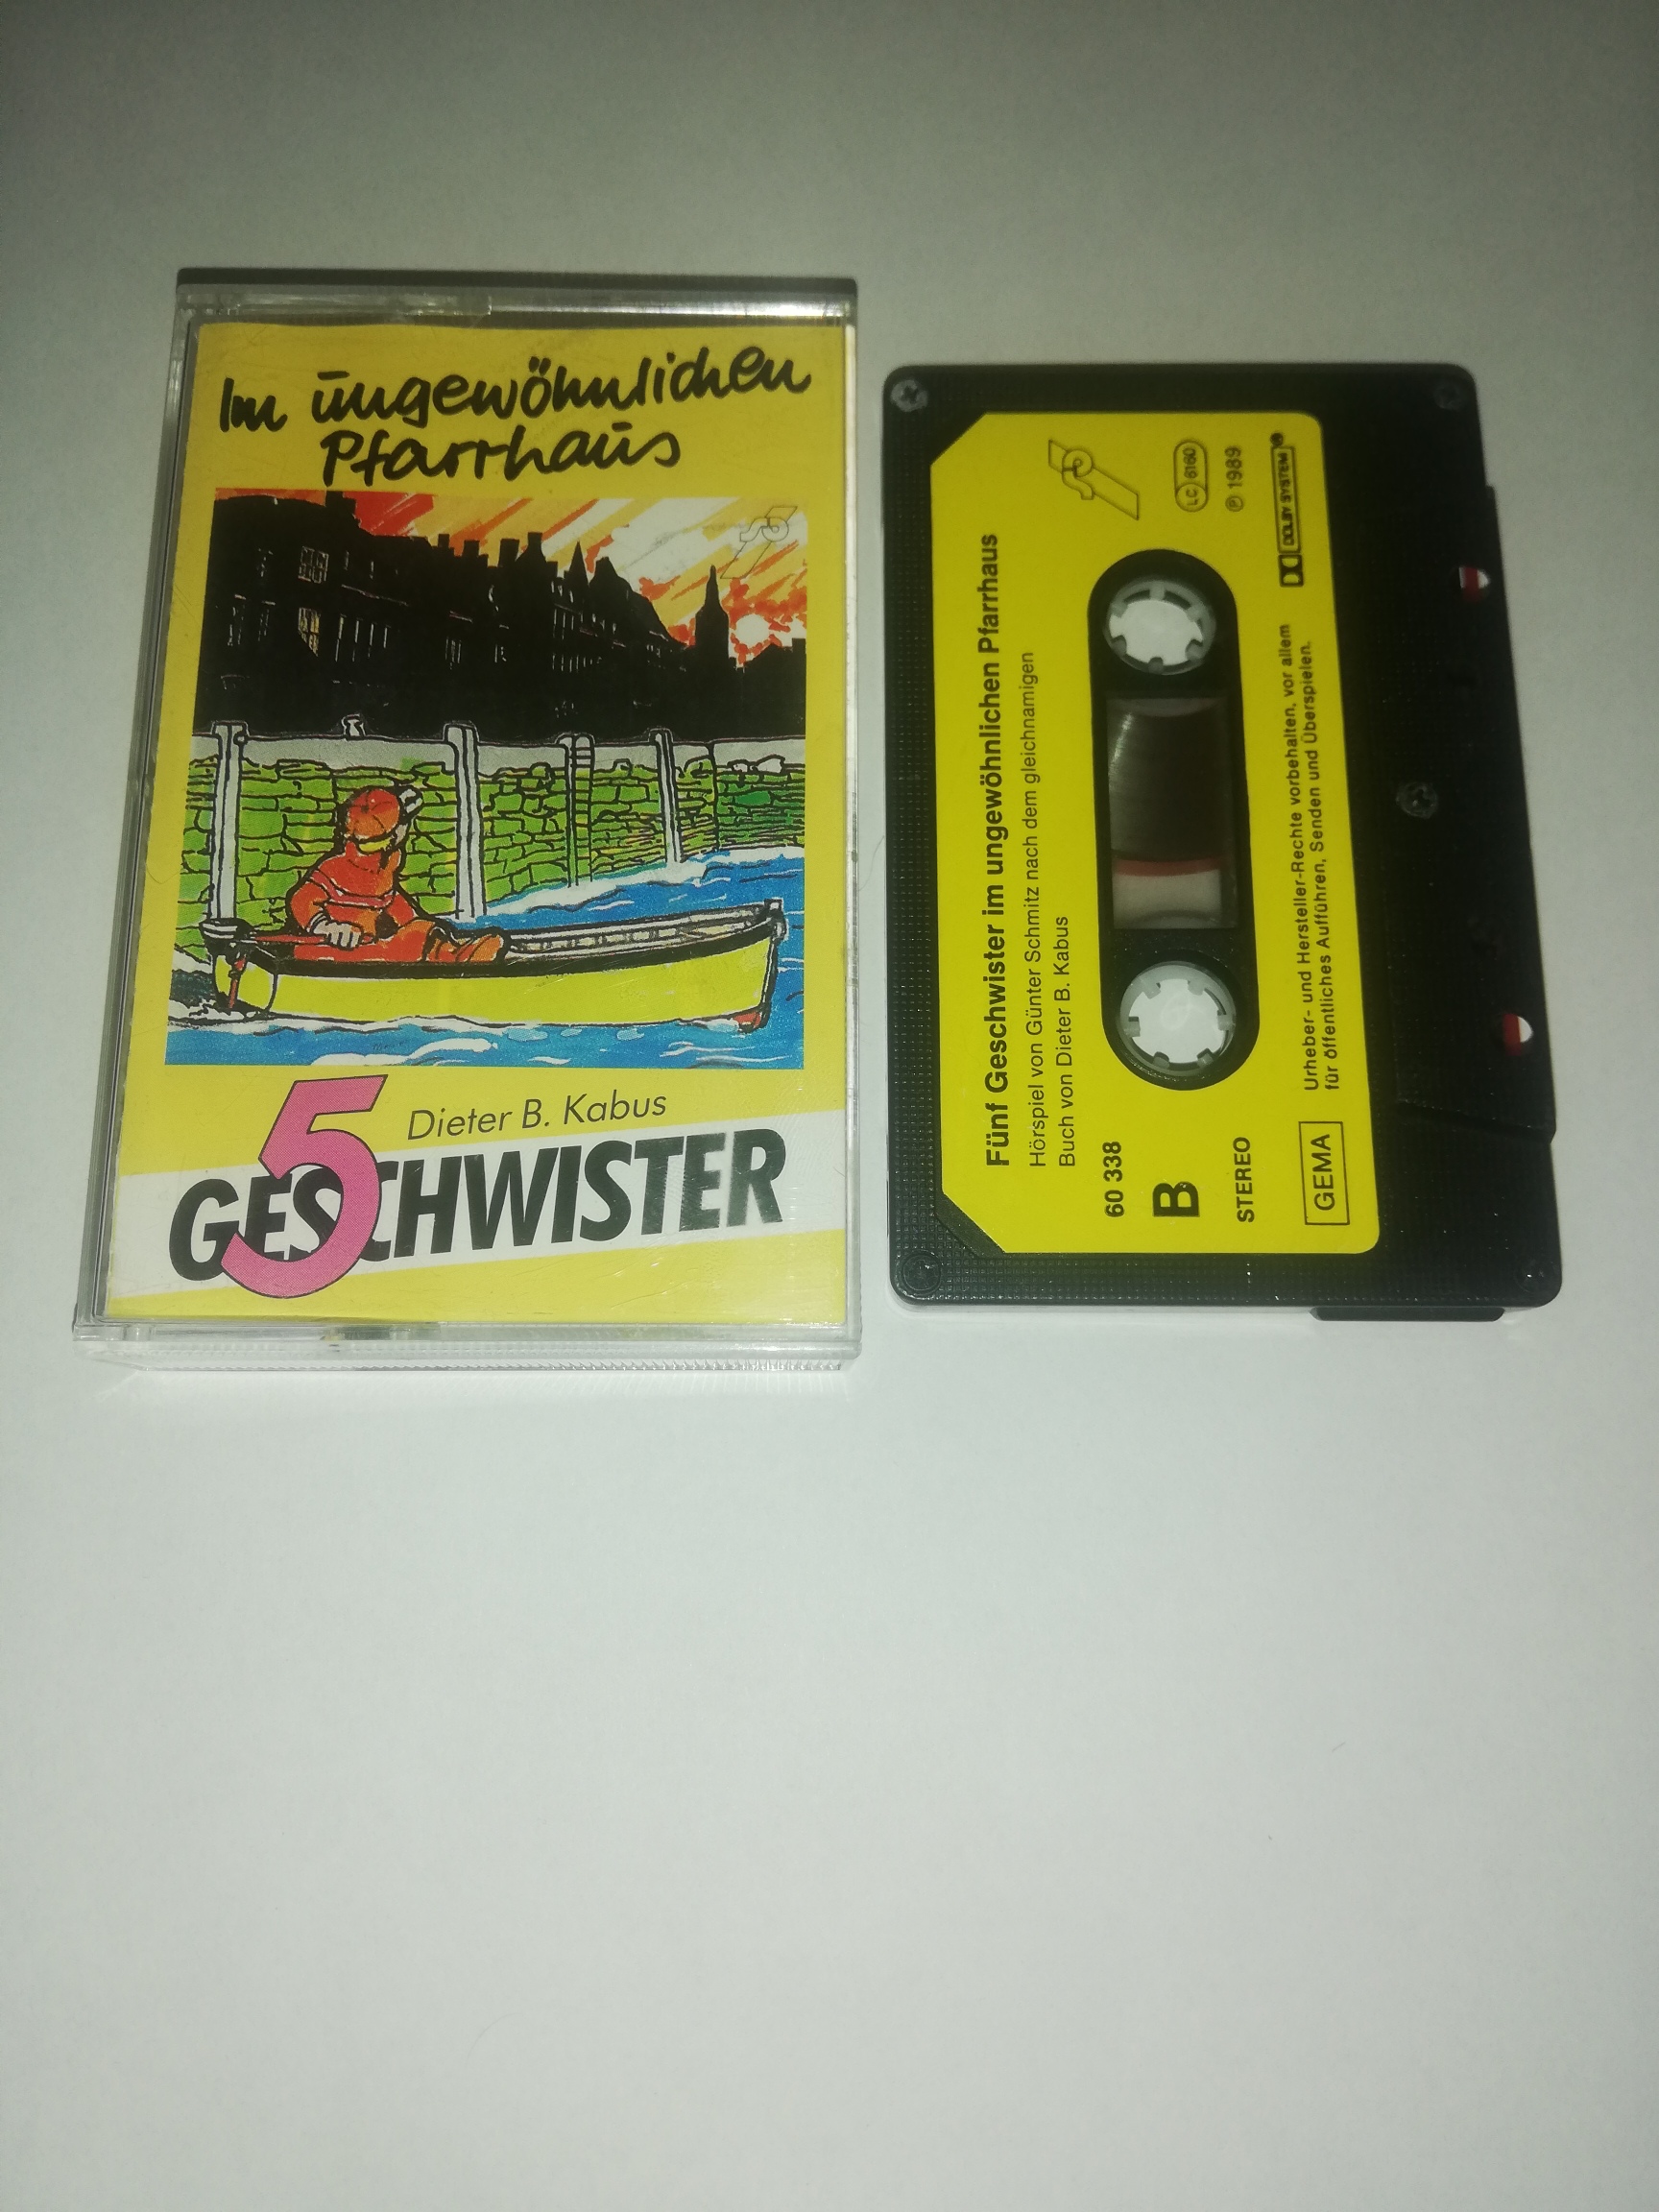 Im ungewöhnlichen
Pfarrhaus
Dieter B. Kabus
5
GESCHWISTER
Fünf Geschwister im ungewöhnlichen Pfarrhaus
Hörspiel von Günter Schmitz nach dem gleichnamigen
Buch von Dieter B. Kabus
60 338
B
STEREO
LC 6160
℗ 1989
DOLBY SYSTEM®
GEMA
Urheber- und Hersteller-Rechte vorbehalten, vor allem
für öffentliches Aufführen, Senden und Überspielen.